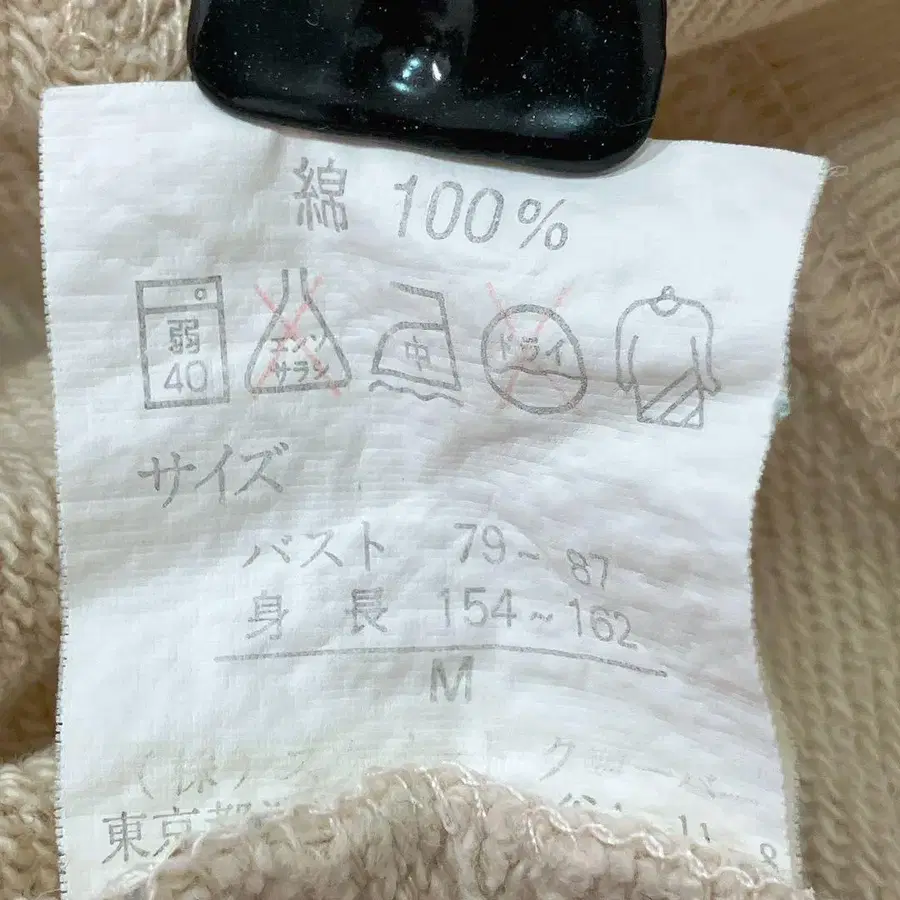 綿 100%
弱 40 エンソサラシ 中 ドライ
サイズ
バスト 79~87
身長 154~162
M
(株)
東京都